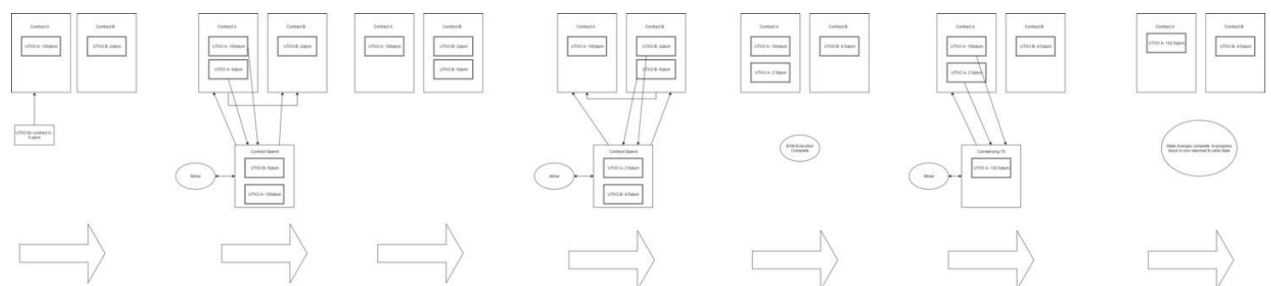 Contract A
Contract B
UTXO A- 100qtum
UTXO B- 2qtum
UTXO for contract A-
5 qtum
Contract A
Contract B
UTXO A- 100qtum
UTXO B- 2qtum
UTXO A- 5qtum
Contract Spend
UTXO B- 5qtum
UTXO A- 100qtum
Miner
Contract A
Contract B
UTXO A- 100qtum
UTXO B- 2qtum
UTXO B- 5qtum
Contract A
Contract B
UTXO A- 100qtum
UTXO B- 2qtum
UTXO B- 5qtum
Contract Spend
UTXO A- 2.5qtum
UTXO B- 4.5qtum
Miner
Contract A
Contract B
UTXO A- 100qtum
UTXO B- 4.5qtum
UTXO A- 2.5qtum
EVM Execution
Complete
Contract A
Contract B
UTXO A- 100qtum
UTXO B- 4.5qtum
UTXO A- 2.5qtum
Condensing TX
UTXO A- 102.5qtum
Miner
Contract A
Contract B
UTXO A- 102.5qtum
UTXO B- 4.5qtum
State changes complete. In progress
block is now returned to valid state